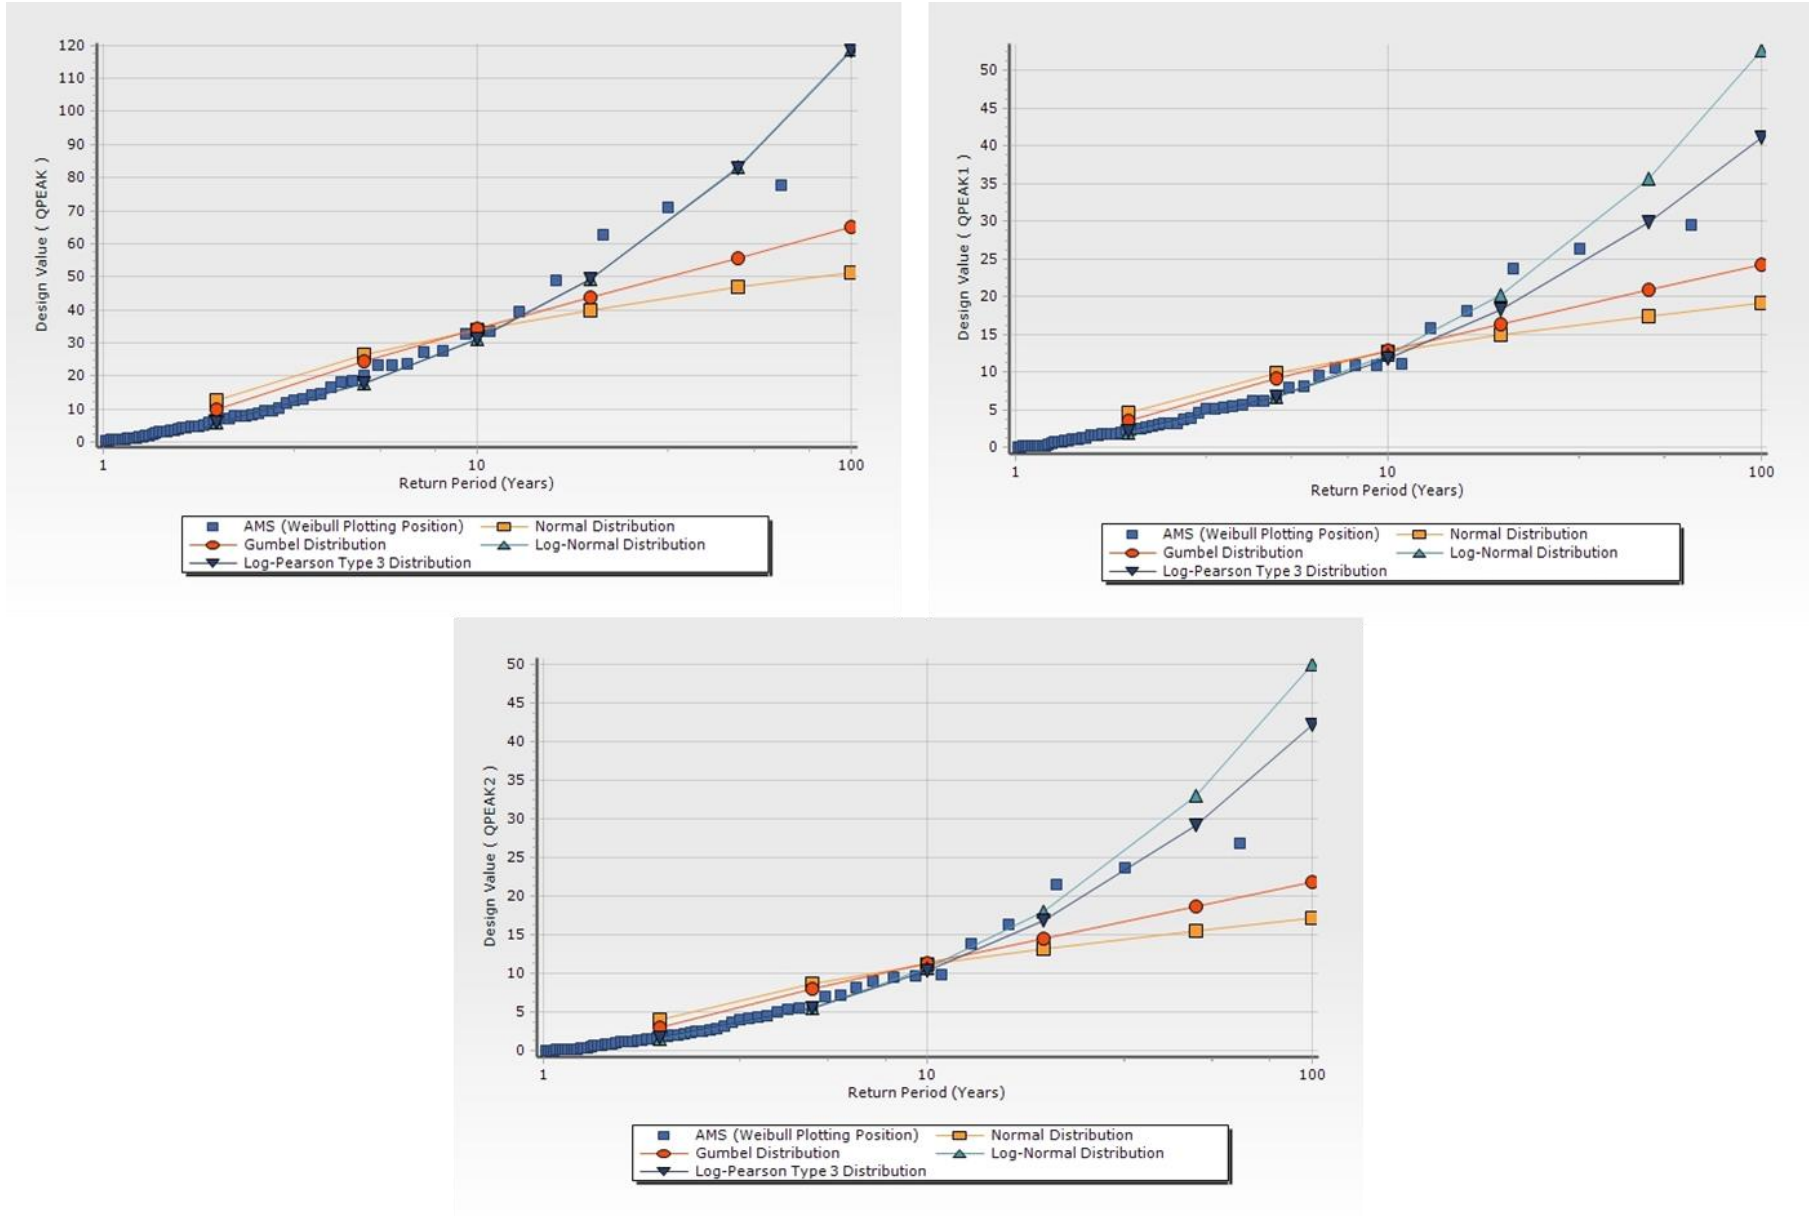 120
110
100
90
80
70
60
50
40
30
20
10
0
Design Value ( QPEAK )
1 10 100
Return Period (Years)
AMS (Weibull Plotting Position) Normal Distribution
Gumbel Distribution Log-Normal Distribution
Log-Pearson Type 3 Distribution
50
45
40
35
30
25
20
15
10
5
0
Design Value ( QPEAK1 )
1 10 100
Return Period (Years)
AMS (Weibull Plotting Position) Normal Distribution
Gumbel Distribution Log-Normal Distribution
Log-Pearson Type 3 Distribution
50
45
40
35
30
25
20
15
10
5
0
Design Value ( QPEAK2 )
1 10 100
Return Period (Years)
AMS (Weibull Plotting Position) Normal Distribution
Gumbel Distribution Log-Normal Distribution
Log-Pearson Type 3 Distribution